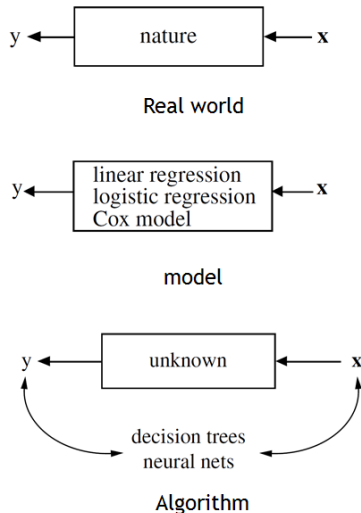 y nature x
Real world
y linear regression x
logistic regression
Cox model
model
y unknown x
decision trees
neural nets
Algorithm